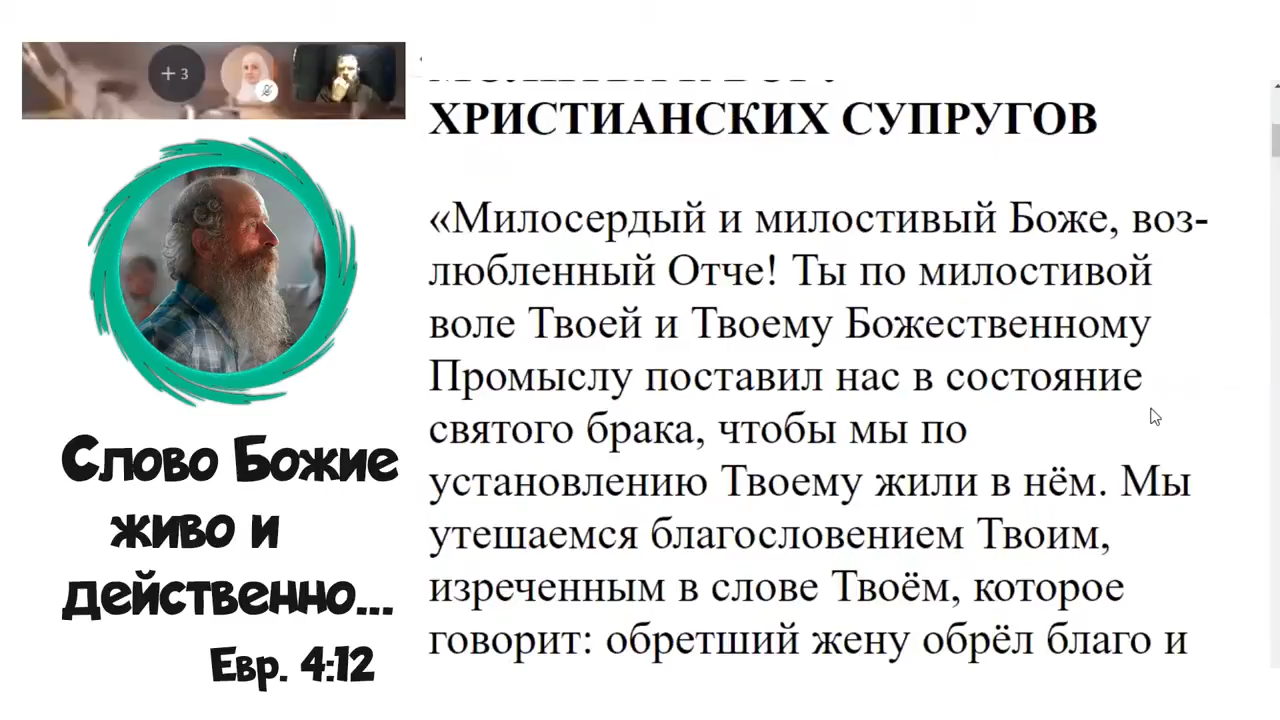 +3
ХРИСТИАНСКИХ СУПРУГОВ
«Милосердый и милостивый Боже, воз-
любленный Отче! Ты по милостивой
воле Твоей и Твоему Божественному
Промыслу поставил нас в состояние
святого брака, чтобы мы по
установлению Твоему жили в нём. Мы
утешаемся благословением Твоим,
изреченным в слове Твоём, которое
говорит: обретший жену обрёл благо и
Слово Божие
живо и
действенно...
Евр. 4:12